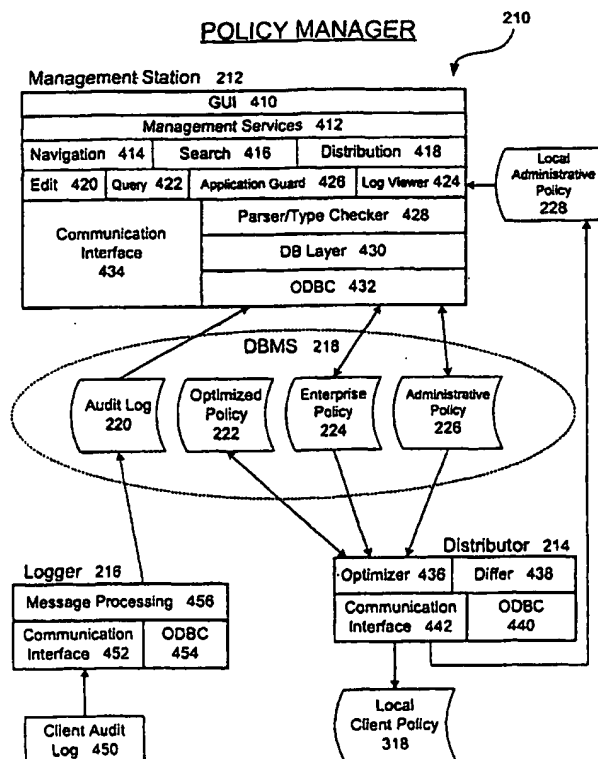 POLICY MANAGER
210
Management Station 212
GUI 410
Management Services 412
Navigation 414
Search 416
Distribution 418
Edit 420
Query 422
Application Guard 426
Log Viewer 424
Communication
Interface
434
Parser/Type Checker 428
DB Layer 430
ODBC 432
Local
Administrative
Policy
228
DBMS 218
Audit Log
220
Optimized
Policy
222
Enterprise
Policy
224
Administrative
Policy
226
Logger 216
Message Processing 456
Communication
Interface 452
ODBC
454
Client Audit
Log 450
Distributor 214
Optimizer 436
Differ 438
Communication
Interface 442
ODBC
440
Local
Client Policy
318